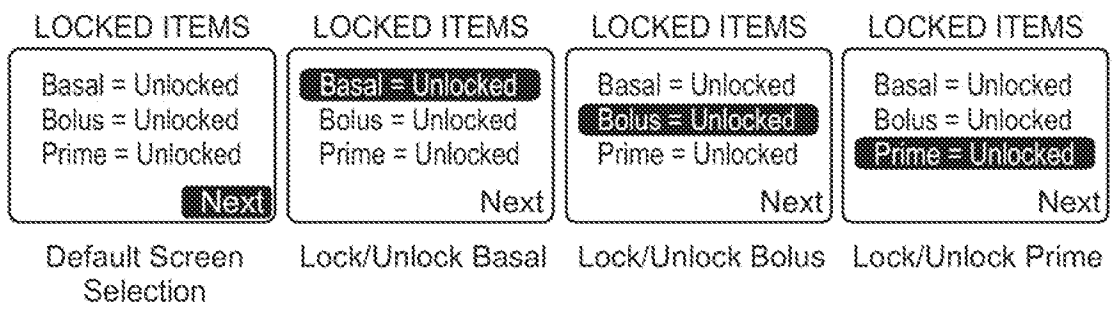 LOCKED ITEMS
Basal = Unlocked
Bolus = Unlocked
Prime = Unlocked
Next
Default Screen
Selection
LOCKED ITEMS
Basal = Unlocked
Bolus = Unlocked
Prime = Unlocked
Next
Lock/Unlock Basal
LOCKED ITEMS
Basal = Unlocked
Bolus = Unlocked
Prime = Unlocked
Next
Lock/Unlock Bolus
LOCKED ITEMS
Basal = Unlocked
Bolus = Unlocked
Prime = Unlocked
Next
Lock/Unlock Prime